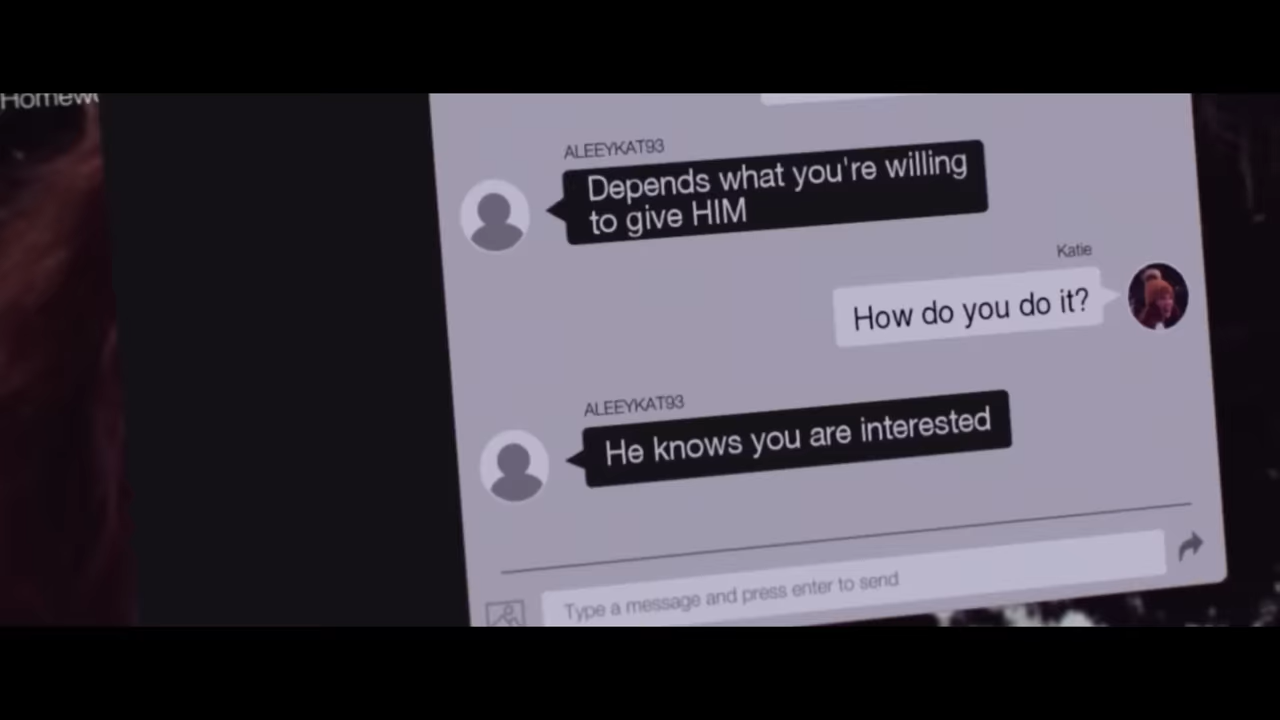 ALEEYKAT93
Depends what you're willing
to give HIM
Katie
How do you do it?
ALEEYKAT93
He knows you are interested
Type a message and press enter to send